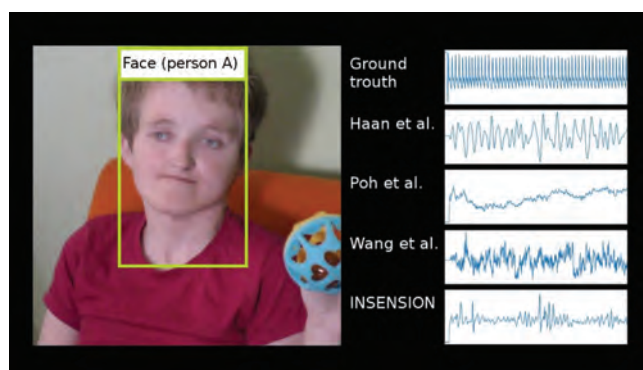 Face (person A)
Ground
trouth
Haan et al.
Poh et al.
Wang et al.
INSENSION